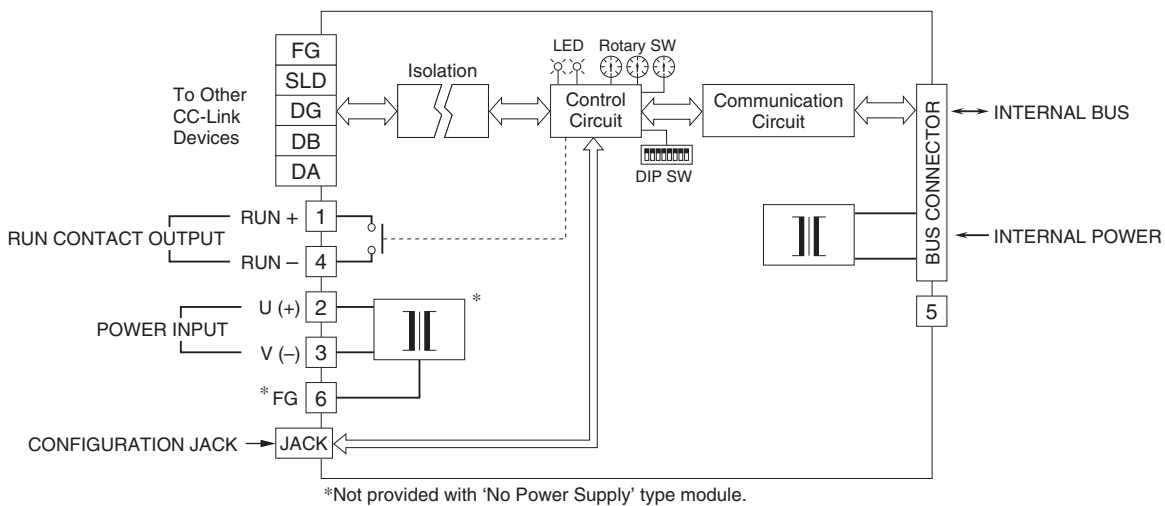 FG
SLD
DG
DB
DA
To Other
CC-Link
Devices
Isolation
LED
Rotary SW
Control
Circuit
DIP SW
Communication
Circuit
BUS CONNECTOR
INTERNAL BUS
INTERNAL POWER
5
RUN CONTACT OUTPUT
RUN + 1
RUN – 4
POWER INPUT
U (+) 2
V (–) 3
*
* FG 6
CONFIGURATION JACK
JACK
*Not provided with ‘No Power Supply’ type module.